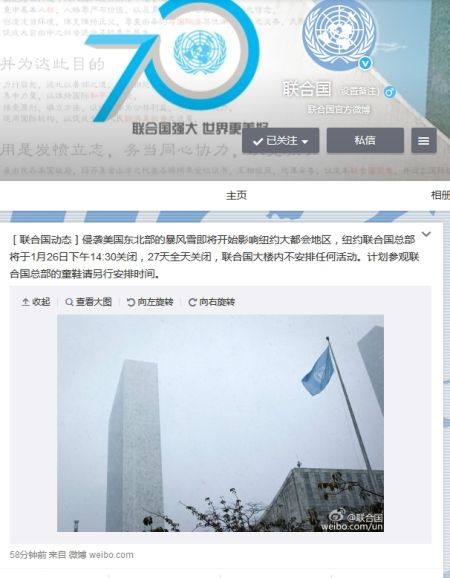 70
联合国强大 世界更美好
并为这此目的
用是发愤立志，务当同心协力，
联合国 (设置备注)
联合国官方微博
已关注
私信
主页
相册
[ 联合国动态 ] 侵袭美国东北部的暴风雪即将开始影响纽约大都会地区，纽约联合国总部
将于1月26日下午14:30关闭，27天全天关闭，联合国大楼内不安排任何活动。计划参观联
合国总部的童鞋请另行安排时间。
收起 | 查看大图 | 向左旋转 | 向右旋转
@联合国
weibo.com/un
58分钟前 来自 微博 weibo.com